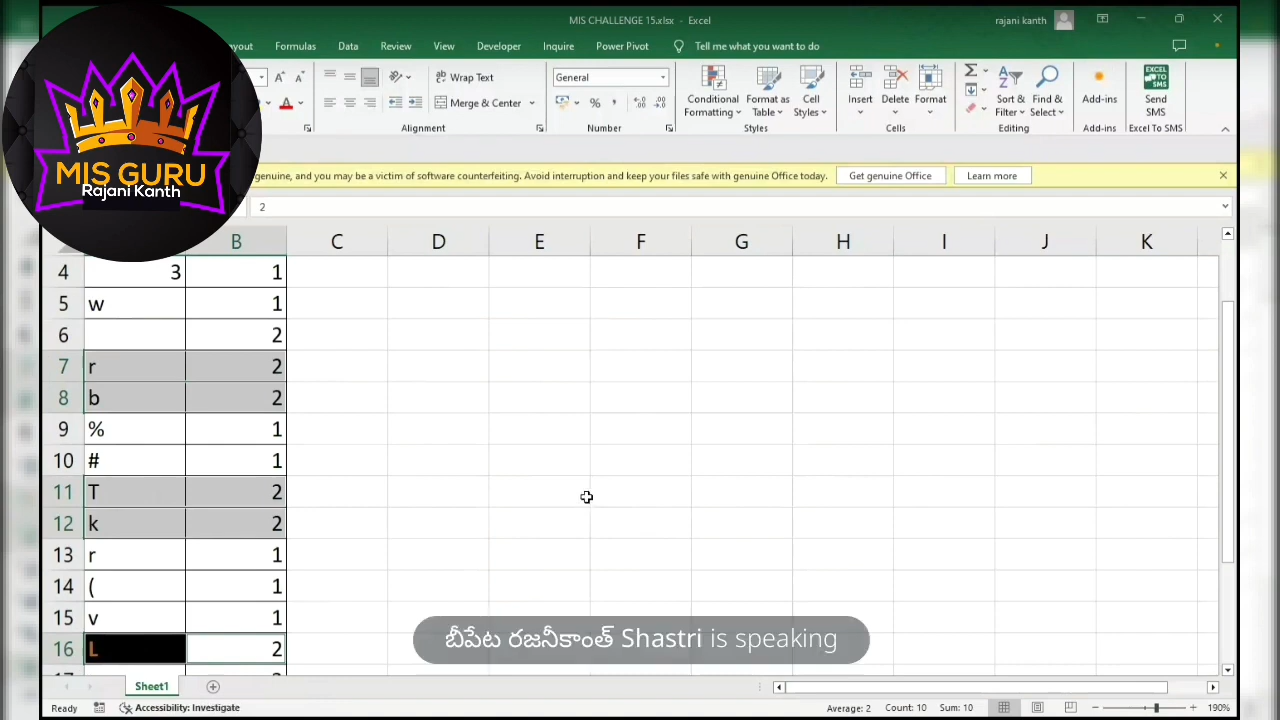 MIS CHALLENGE 15.xlsx - Excel
rajani kanth
Formulas Data Review View Developer Inquire Power Pivot Tell me what you want to do
Wrap Text
Merge & Center
General
Conditional Formatting
Format as Table
Cell Styles
Insert
Delete
Format
Sort & Filter
Find & Select
Add-ins
Send SMS
Alignment Number Styles Cells Editing Add-ins Excel To SMS
MIS GURU
Rajani Kanth
genuine, and you may be a victim of software counterfeiting. Avoid interruption and keep your files safe with genuine Office today. Get genuine Office Learn more
2
B C D E F G H I J K
4 3 1
5 w 1
6 2
7 r 2
8 b 2
9 % 1
10 # 1
11 T 2
12 k 2
13 r 1
14 ( 1
15 v 1
16 L 2
బీపేట రజనీకాంత్ Shastri is speaking
Sheet1
Ready Accessibility: Investigate Average: 2 Count: 10 Sum: 10 190%